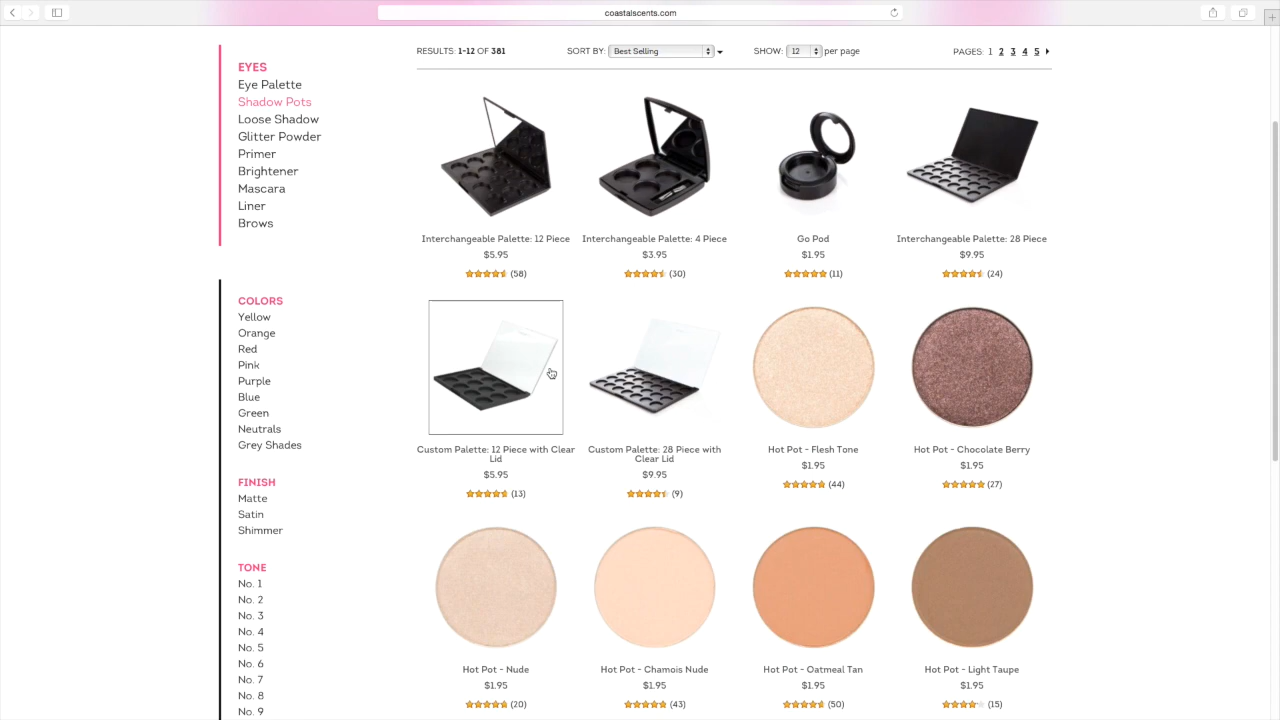 coastalscents.com
RESULTS: 1-12 OF 381
SORT BY: Best Selling
SHOW: 12 per page
PAGES: 1 2 3 4 5
EYES
Eye Palette
Shadow Pots
Loose Shadow
Glitter Powder
Primer
Brightener
Mascara
Liner
Brows
COLORS
Yellow
Orange
Red
Pink
Purple
Blue
Green
Neutrals
Grey Shades
FINISH
Matte
Satin
Shimmer
TONE
No. 1
No. 2
No. 3
No. 4
No. 5
No. 6
No. 7
No. 8
No. 9
Interchangeable Palette: 12 Piece
$5.95
(58)
Interchangeable Palette: 4 Piece
$3.95
(30)
Go Pod
$1.95
(11)
Interchangeable Palette: 28 Piece
$9.95
(24)
Custom Palette: 12 Piece with Clear
Lid
$5.95
(13)
Custom Palette: 28 Piece with
Clear Lid
$9.95
(9)
Hot Pot - Flesh Tone
$1.95
(44)
Hot Pot - Chocolate Berry
$1.95
(27)
Hot Pot - Nude
$1.95
(20)
Hot Pot - Chamois Nude
$1.95
(43)
Hot Pot - Oatmeal Tan
$1.95
(50)
Hot Pot - Light Taupe
$1.95
(15)